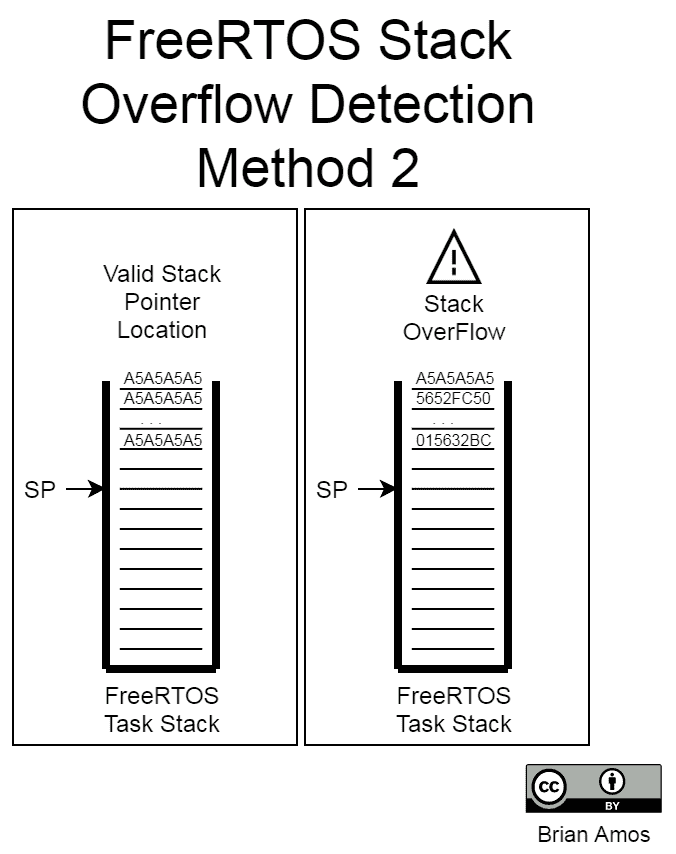 FreeRTOS Stack
Overflow Detection
Method 2
Valid Stack
Pointer
Location
A5A5A5A5
A5A5A5A5
...
A5A5A5A5
SP
FreeRTOS
Task Stack
!
Stack
OverFlow
A5A5A5A5
5652FC50
...
015632BC
SP
FreeRTOS
Task Stack
cc
BY
Brian Amos